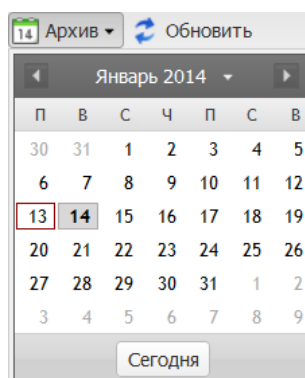 14 Архив Обновить
Январь 2014
П В С Ч П С В
30 31 1 2 3 4 5
6 7 8 9 10 11 12
13 14 15 16 17 18 19
20 21 22 23 24 25 26
27 28 29 30 31 1 2
3 4 5 6 7 8 9
Сегодня